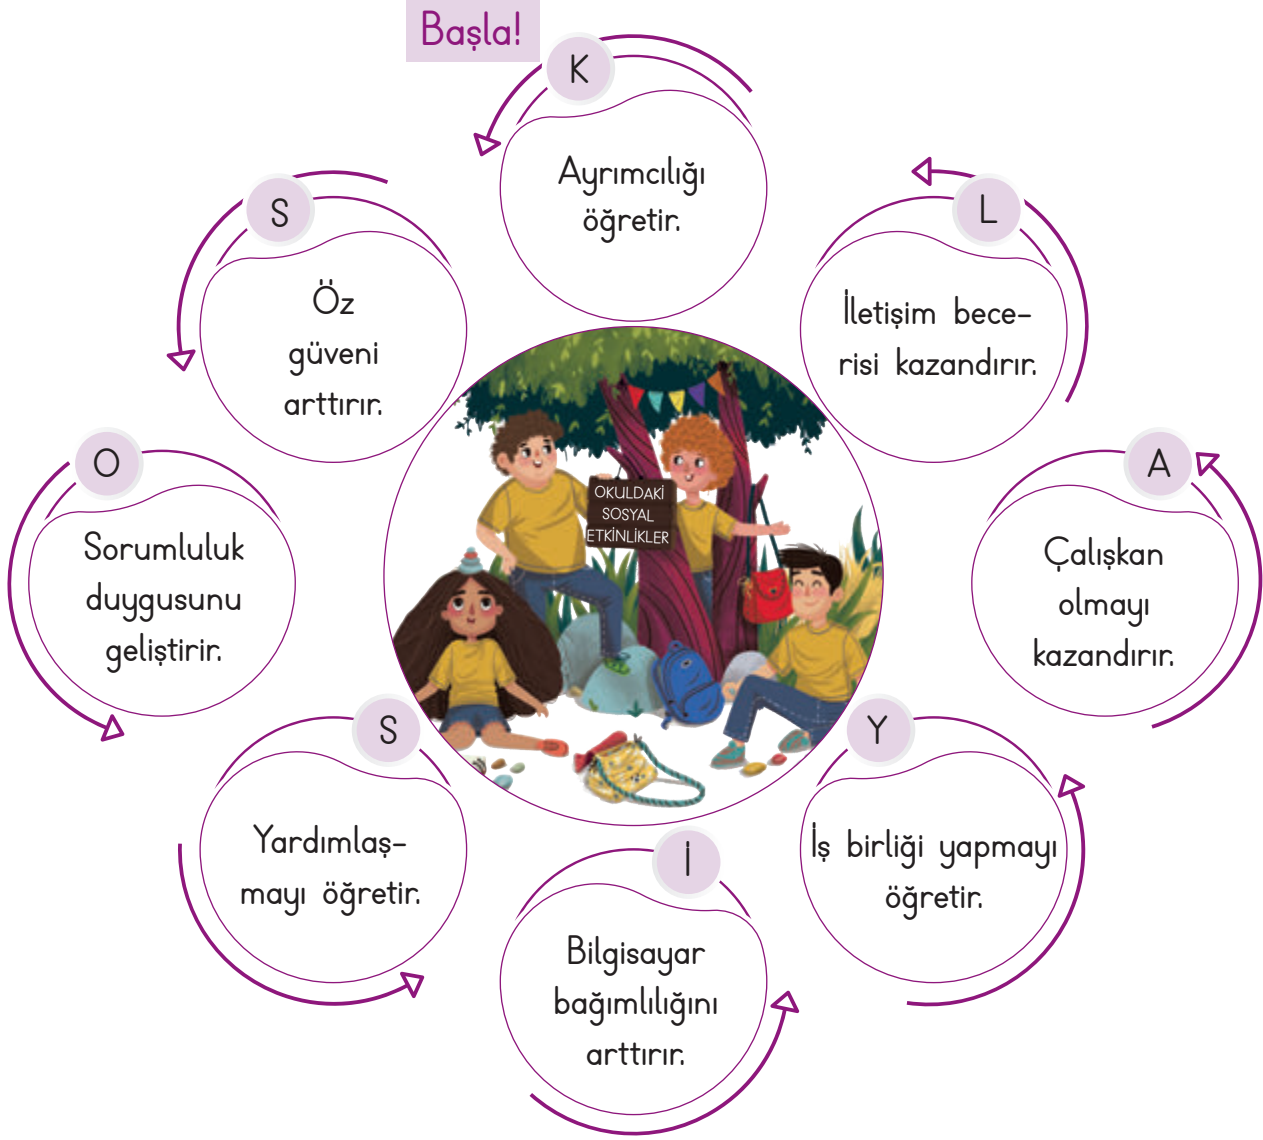 Başla!
K
Ayrımcılığı
öğretir.
S
Öz
güveni
arttırır.
O
Sorumluluk
duygusunu
geliştirir.
S
Yardımlaş-
mayı öğretir.
İ
Bilgisayar
bağımlılığını
arttırır.
Y
İş birliği yapmayı
öğretir.
A
Çalışkan
olmayı
kazandırır.
L
İletişim bece-
risi kazandırır.
OKULDAKİ
SOSYAL
ETKİNLİKLER